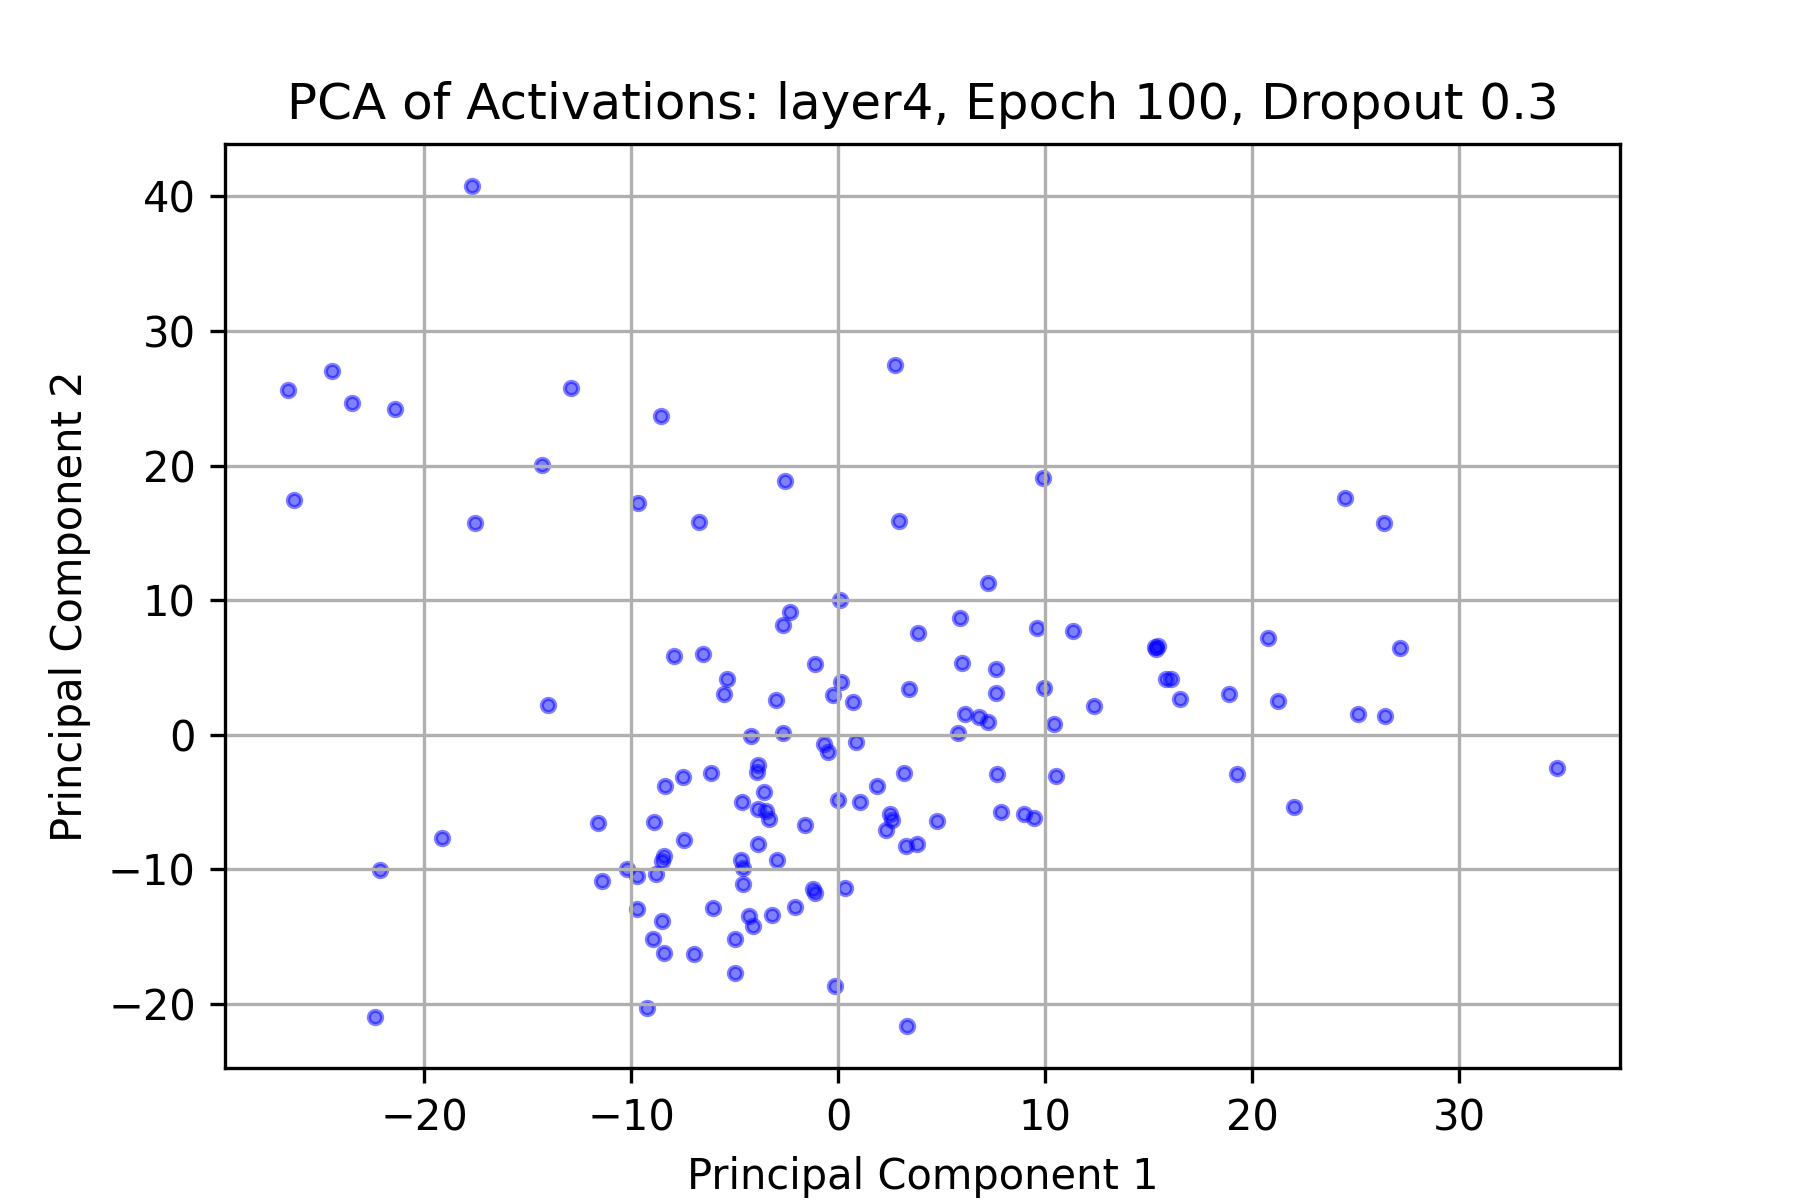 PCA of Activations: layer4, Epoch 100, Dropout 0.3
40
30
20
10
0
−10
−20
Principal Component 2
−20 −10 0 10 20 30
Principal Component 1